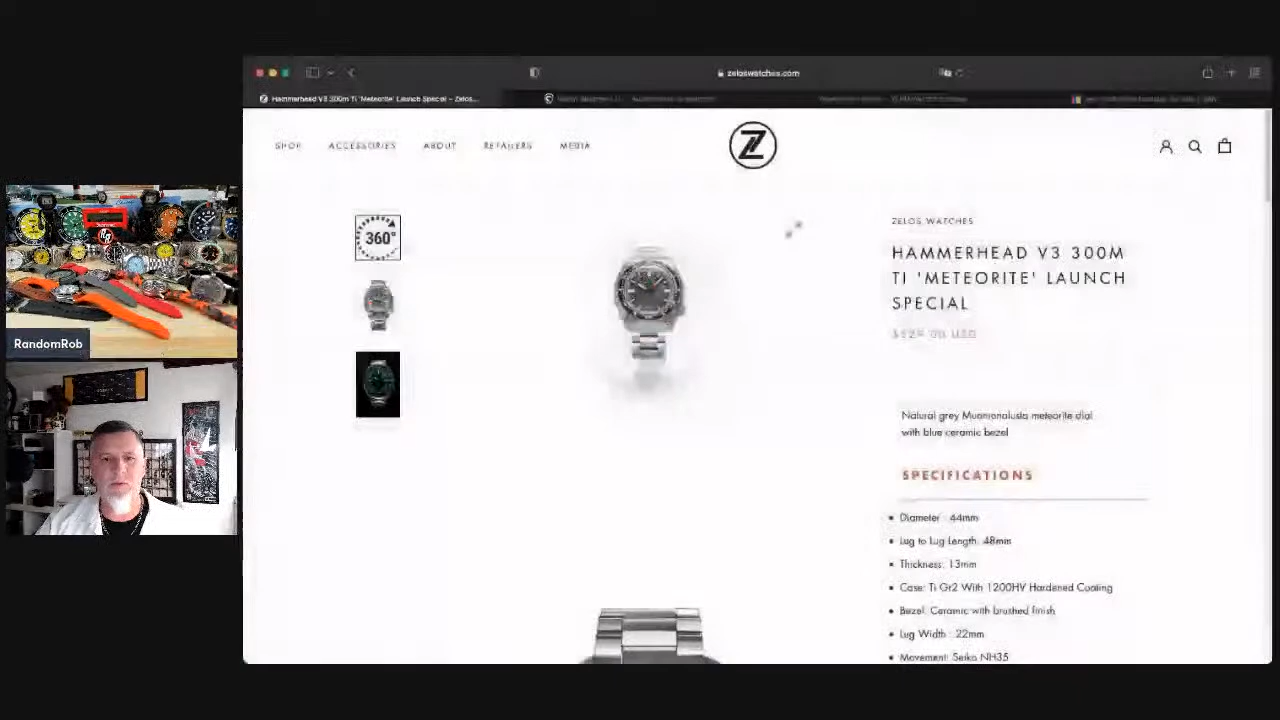 zeloswatches.com
Hammerhead V3 300m Ti 'Meteorite' Launch Special – Zelos...
SHOP ACCESSORIES ABOUT RETAILERS MEDIA
Z
360°
ZELOS WATCHES
HAMMERHEAD V3 300M
TI 'METEORITE' LAUNCH
SPECIAL
Natural grey Muonionalusta meteorite dial
with blue ceramic bezel
SPECIFICATIONS
Diameter : 44mm
Lug to Lug Length: 48mm
Thickness: 13mm
Case: Ti Gr2 With 1200HV Hardened Coating
Bezel: Ceramic with brushed finish
Lug Width : 22mm
Movement: Seiko NH35
RandomRob